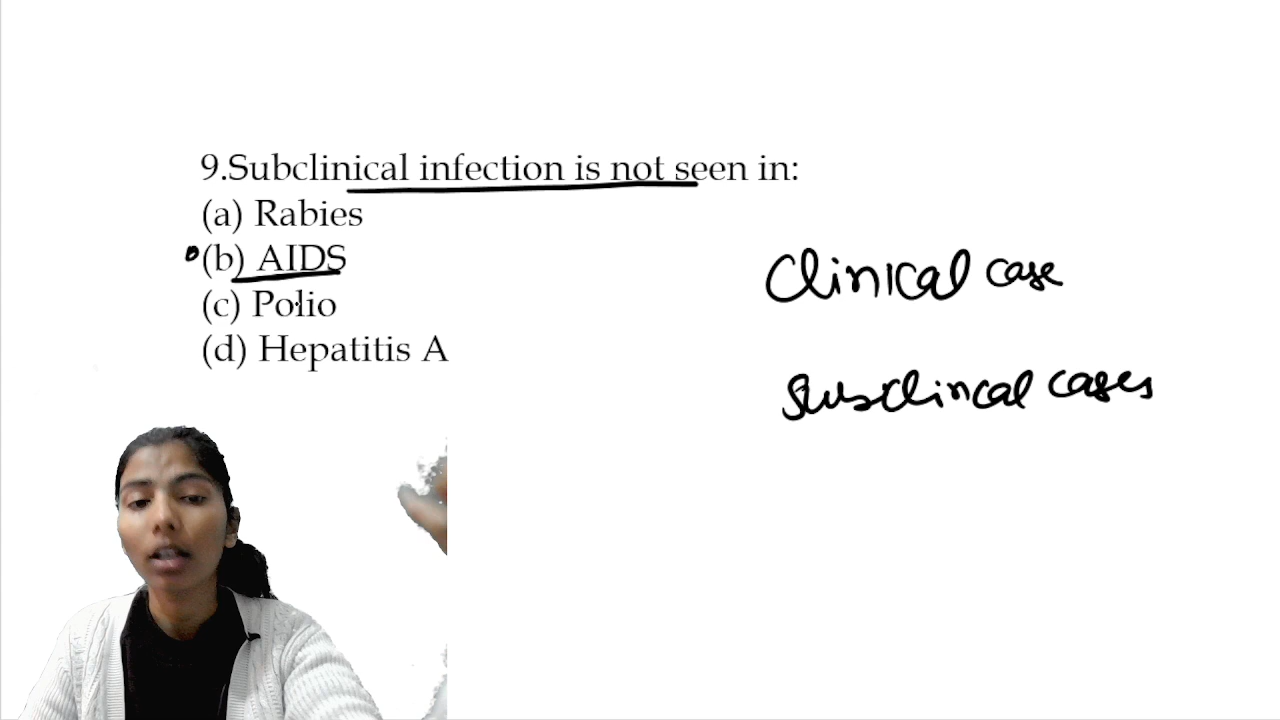 9.Subclinical infection is not seen in:
(a) Rabies
(b) AIDS
(c) Polio
(d) Hepatitis A
Clinical case
Subclincal cases